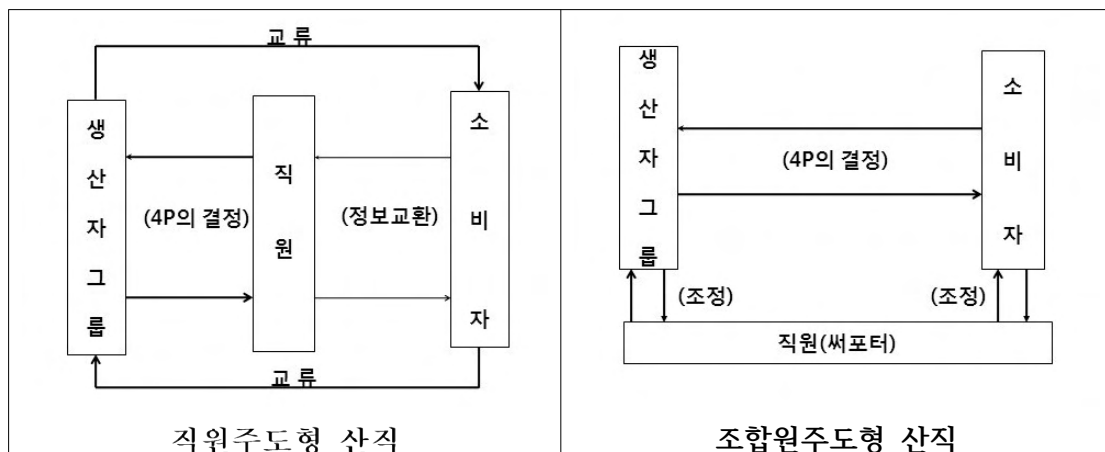 교 류
생산자그룹
(4P의 결정)
직원
(정보교환)
소비자
교 류
직원주도형 산직
생산자그룹
(4P의 결정)
소비자
(조정)
(조정)
직원(써포터)
조합원주도형 산직